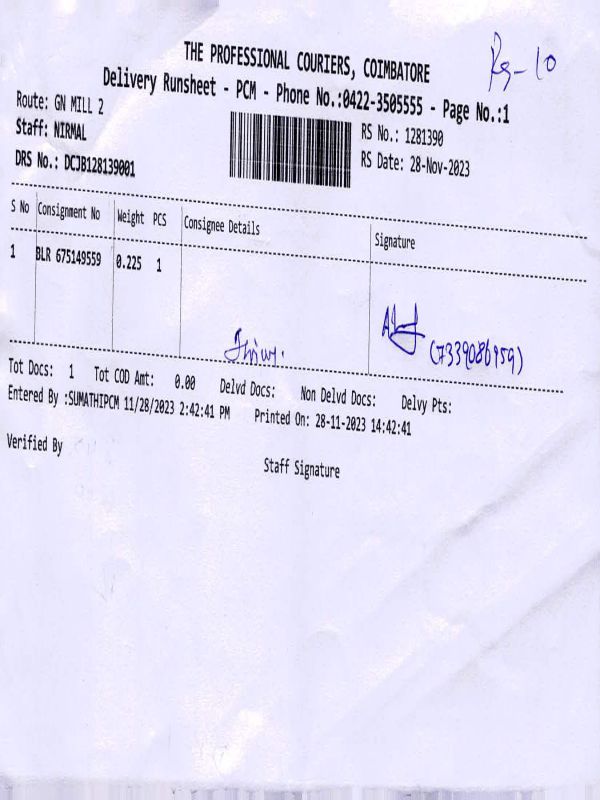 Rs-10
THE PROFESSIONAL COURIERS, COIMBATORE
Delivery Runsheet - PCM - Phone No.:0422-3505555 - Page No.:1
Route: GN MILL 2
Staff: NIRMAL
DRS No.: DCJB128139001
RS No.: 1281390
RS Date: 28-Nov-2023
S No Consignment No Weight PCS Consignee Details Signature
1 BLR 675149559 0.225 1
(7339086959)
Tot Docs: 1 Tot COD Amt: 0.00 Delvd Docs: Non Delvd Docs: Delvy Pts:
Entered By :SUMATHIPCM 11/28/2023 2:42:41 PM Printed On: 28-11-2023 14:42:41
Verified By Staff Signature